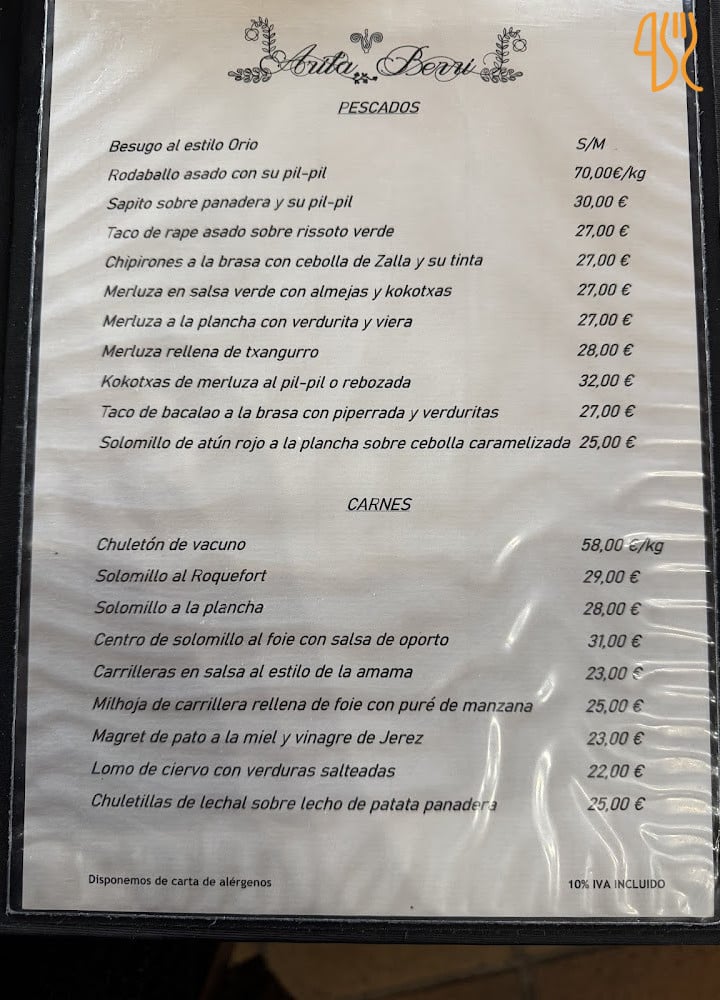 Arita Berri
PESCADOS
Besugo al estilo Orio S/M
Rodaballo asado con su pil-pil 70,00€/kg
Sapito sobre panadera y su pil-pil 30,00 €
Taco de rape asado sobre rissoto verde 27,00 €
Chipirones a la brasa con cebolla de Zalla y su tinta 27,00 €
Merluza en salsa verde con almejas y kokotxas 27,00 €
Merluza a la plancha con verdurita y viera 27,00 €
Merluza rellena de txangurro 28,00 €
Kokotxas de merluza al pil-pil o rebozada 32,00 €
Taco de bacalao a la brasa con piperrada y verduritas 27,00 €
Solomillo de atún rojo a la plancha sobre cebolla caramelizada 25,00 €
CARNES
Chuletón de vacuno 58,00 €/kg
Solomillo al Roquefort 29,00 €
Solomillo a la plancha 28,00 €
Centro de solomillo al foie con salsa de oporto 31,00 €
Carrilleras en salsa al estilo de la amama 23,00 €
Milhoja de carrillera rellena de foie con puré de manzana 25,00 €
Magret de pato a la miel y vinagre de Jerez 23,00 €
Lomo de ciervo con verduras salteadas 22,00 €
Chuletillas de lechal sobre lecho de patata panadera 25,00 €
Disponemos de carta de alérgenos 10% IVA INCLUIDO